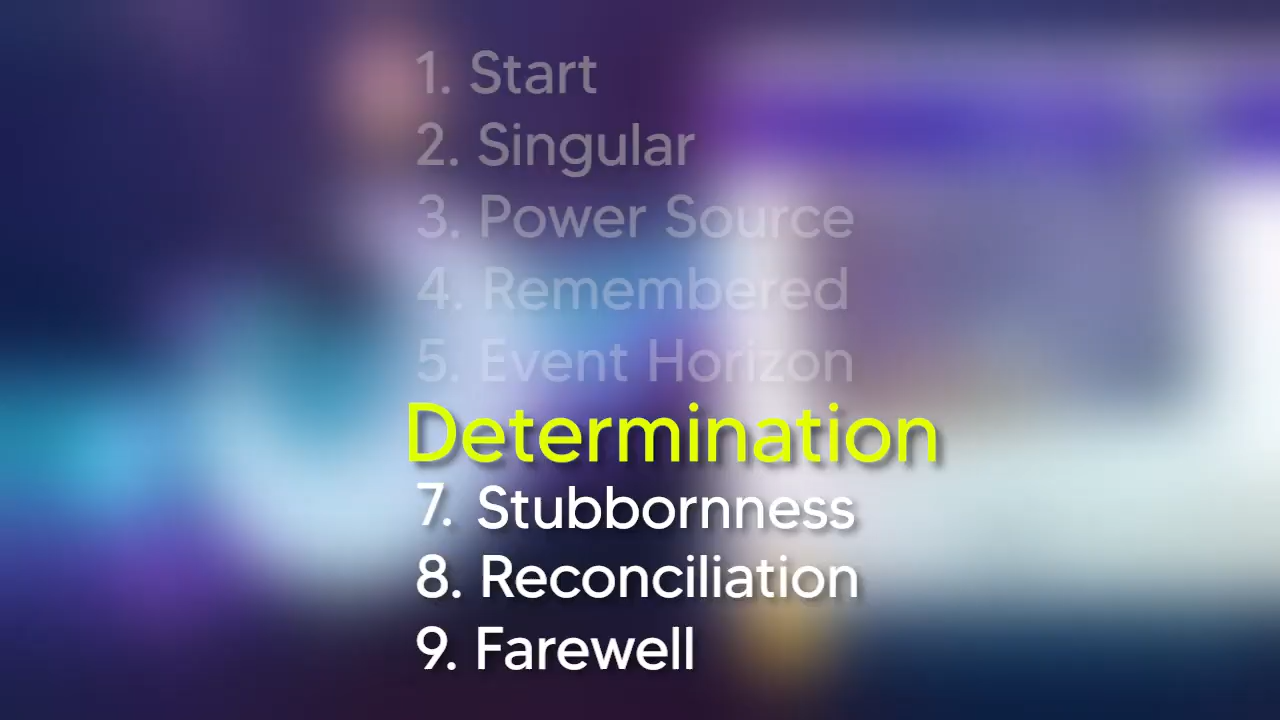 1. Start
2. Singular
3. Power Source
4. Remembered
5. Event Horizon
Determination
7. Stubbornness
8. Reconciliation
9. Farewell